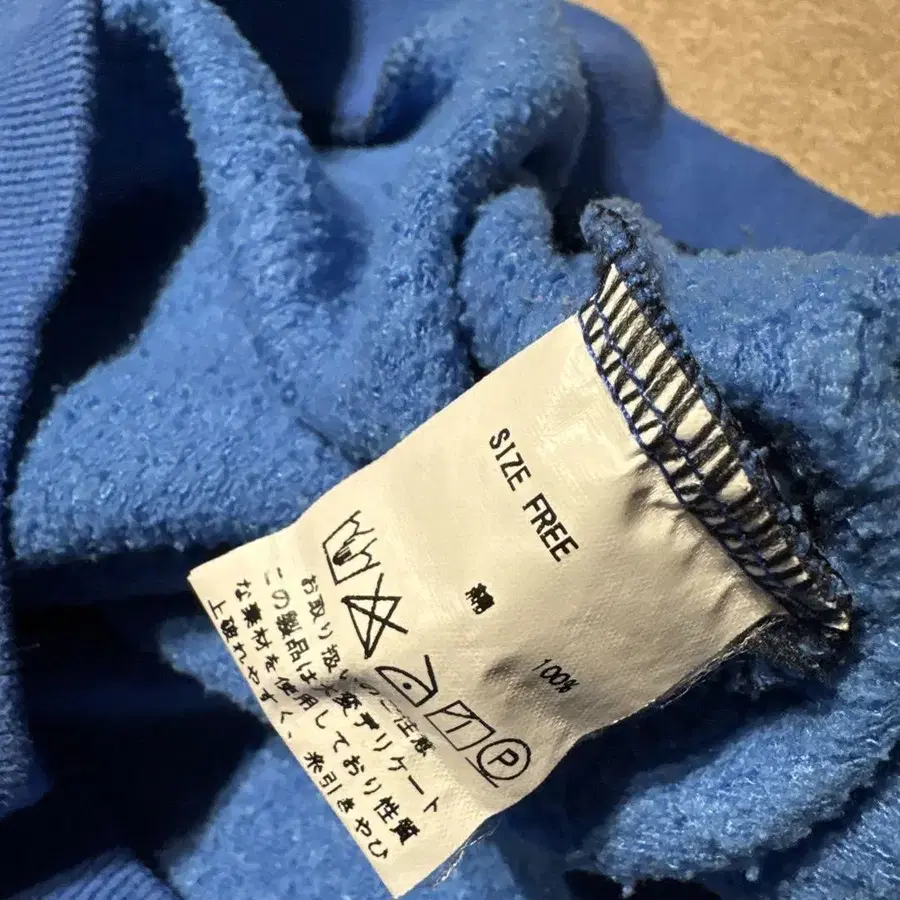 SIZE FREE
綿 100%
P
お取り扱いのご注意
この製品は大変デリケート
な素材を使用しており性質
上破れやすく、糸引きやひ